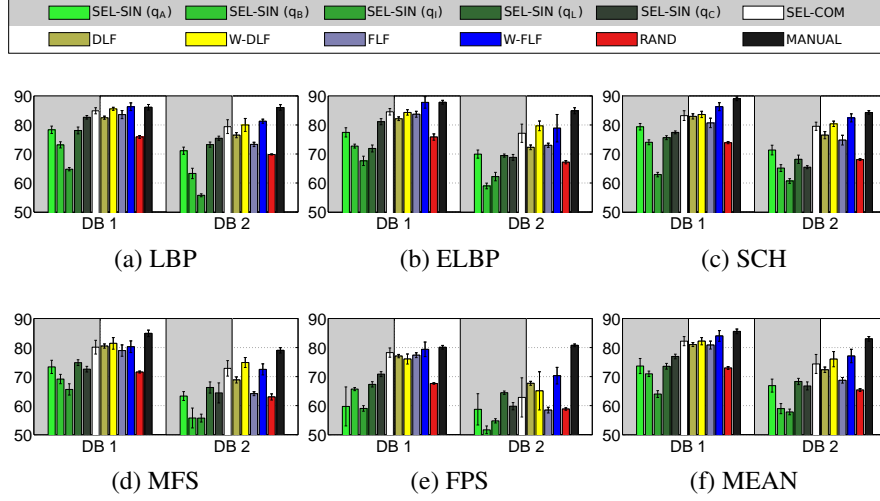 SEL-SIN (qA) SEL-SIN (qB) SEL-SIN (qI) SEL-SIN (qL) SEL-SIN (qC) SEL-COM
DLF W-DLF FLF W-FLF RAND MANUAL
90
80
70
60
50
DB 1 DB 2
(a) LBP
90
80
70
60
50
DB 1 DB 2
(b) ELBP
90
80
70
60
50
DB 1 DB 2
(c) SCH
90
80
70
60
50
DB 1 DB 2
(d) MFS
90
80
70
60
50
DB 1 DB 2
(e) FPS
90
80
70
60
50
DB 1 DB 2
(f) MEAN